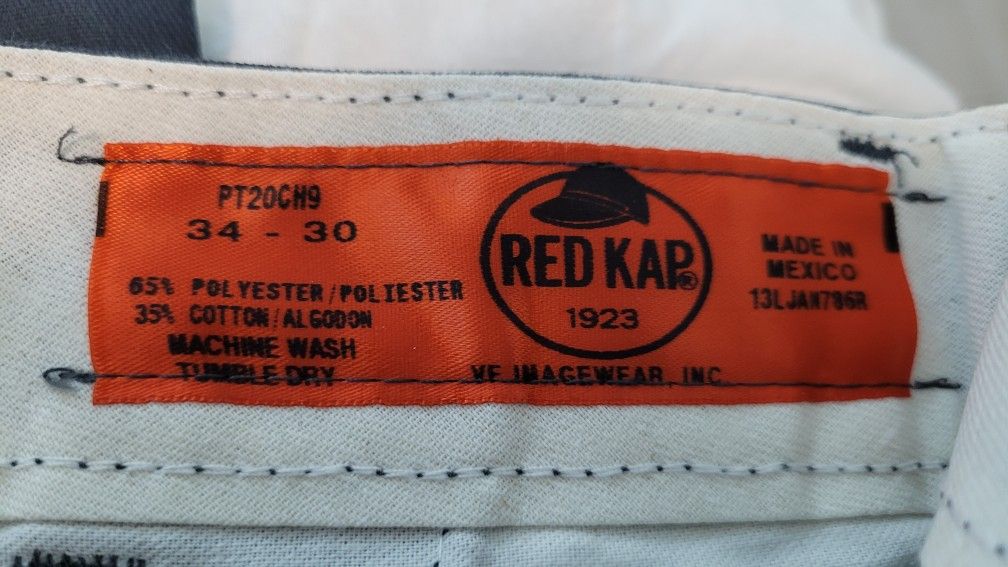 PT20CH9
34 - 30
65% POLYESTER/POLIESTER
35% COTTON/ALGODON
MACHINE WASH
TUMBLE DRY
RED KAP®
1923
VF IMAGEWEAR, INC.
MADE IN
MEXICO
13LJAN786R